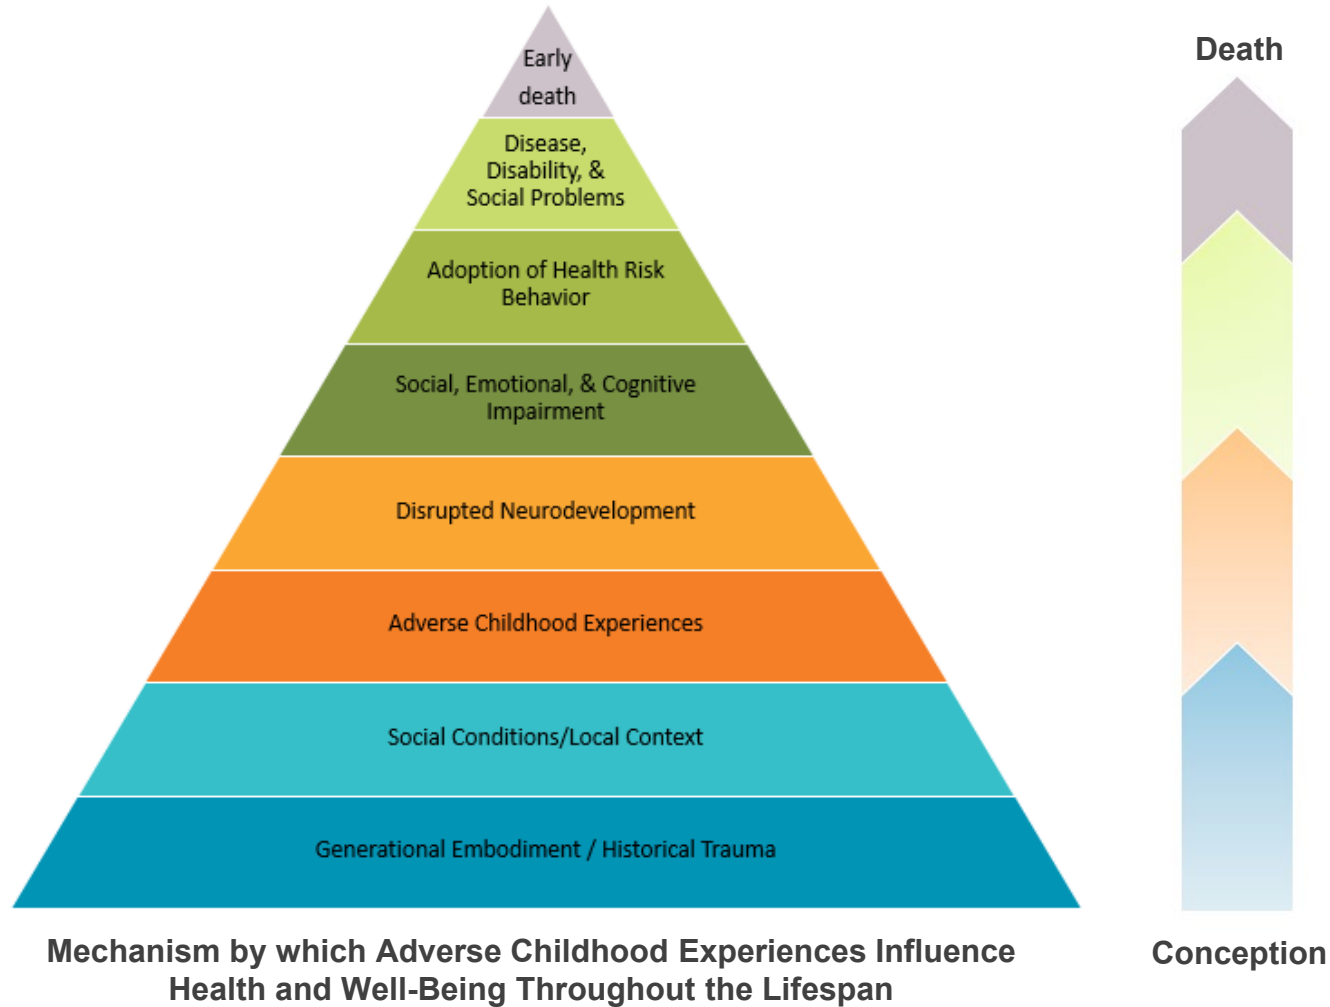 Early
death
Disease,
Disability, &
Social Problems
Adoption of Health Risk
Behavior
Social, Emotional, & Cognitive
Impairment
Disrupted Neurodevelopment
Adverse Childhood Experiences
Social Conditions/Local Context
Generational Embodiment / Historical Trauma
Mechanism by which Adverse Childhood Experiences Influence
Health and Well-Being Throughout the Lifespan
Death
Conception